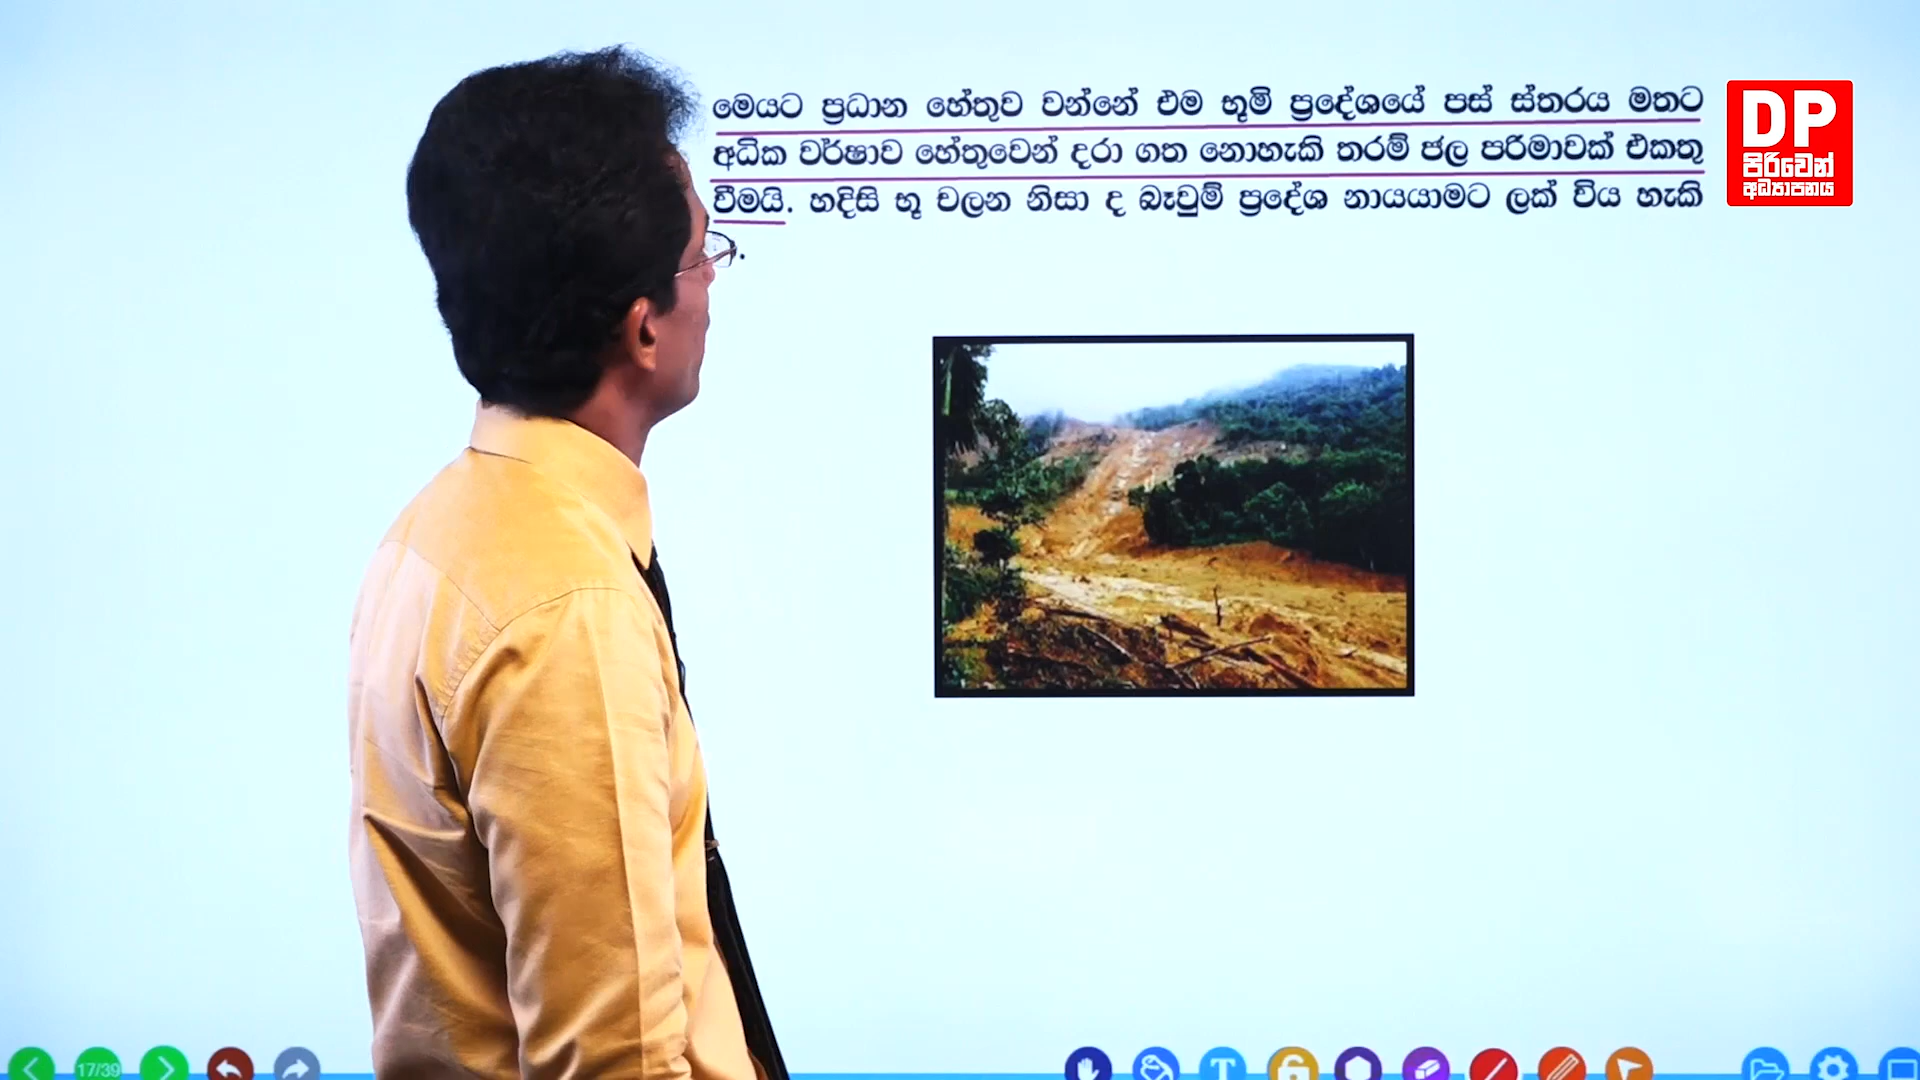 මෙයට ප්‍රධාන හේතුව වන්නේ එම භූමි ප්‍රදේශයේ පස් ස්තරය මතට
අධික වර්ෂාව හේතුවෙන් දරා ගත නොහැකි තරම් ජල පරිමාවක් එකතු
වීමයි. හදිසි භූ චලන නිසා ද බෑවුම් ප්‍රදේශ නායයාමට ලක් විය හැකි
.
DP
පිරිවෙන්
අධ්‍යාපනය
17/39